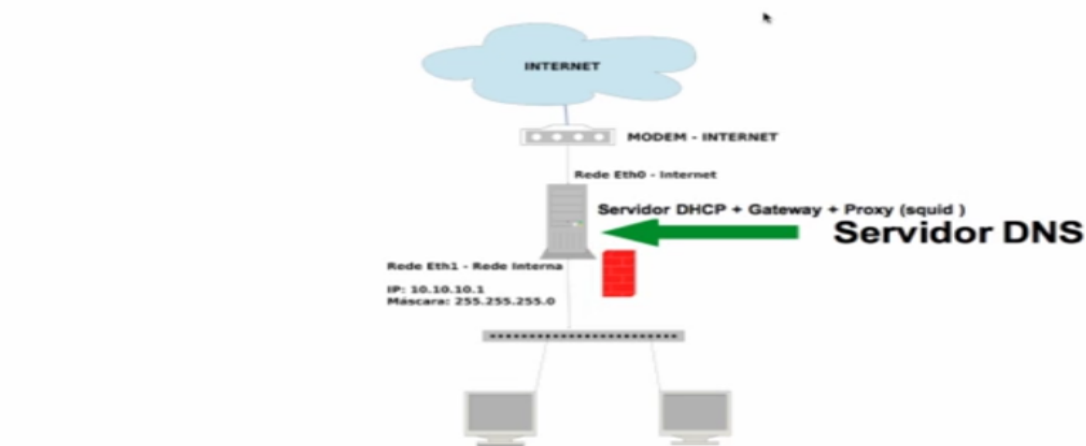 INTERNET
MODEM - INTERNET
Rede Eth0 - Internet
Servidor DHCP + Gateway + Proxy (squid )
Servidor DNS
Rede Eth1 - Rede Interna
IP: 10.10.10.1
Máscara: 255.255.255.0